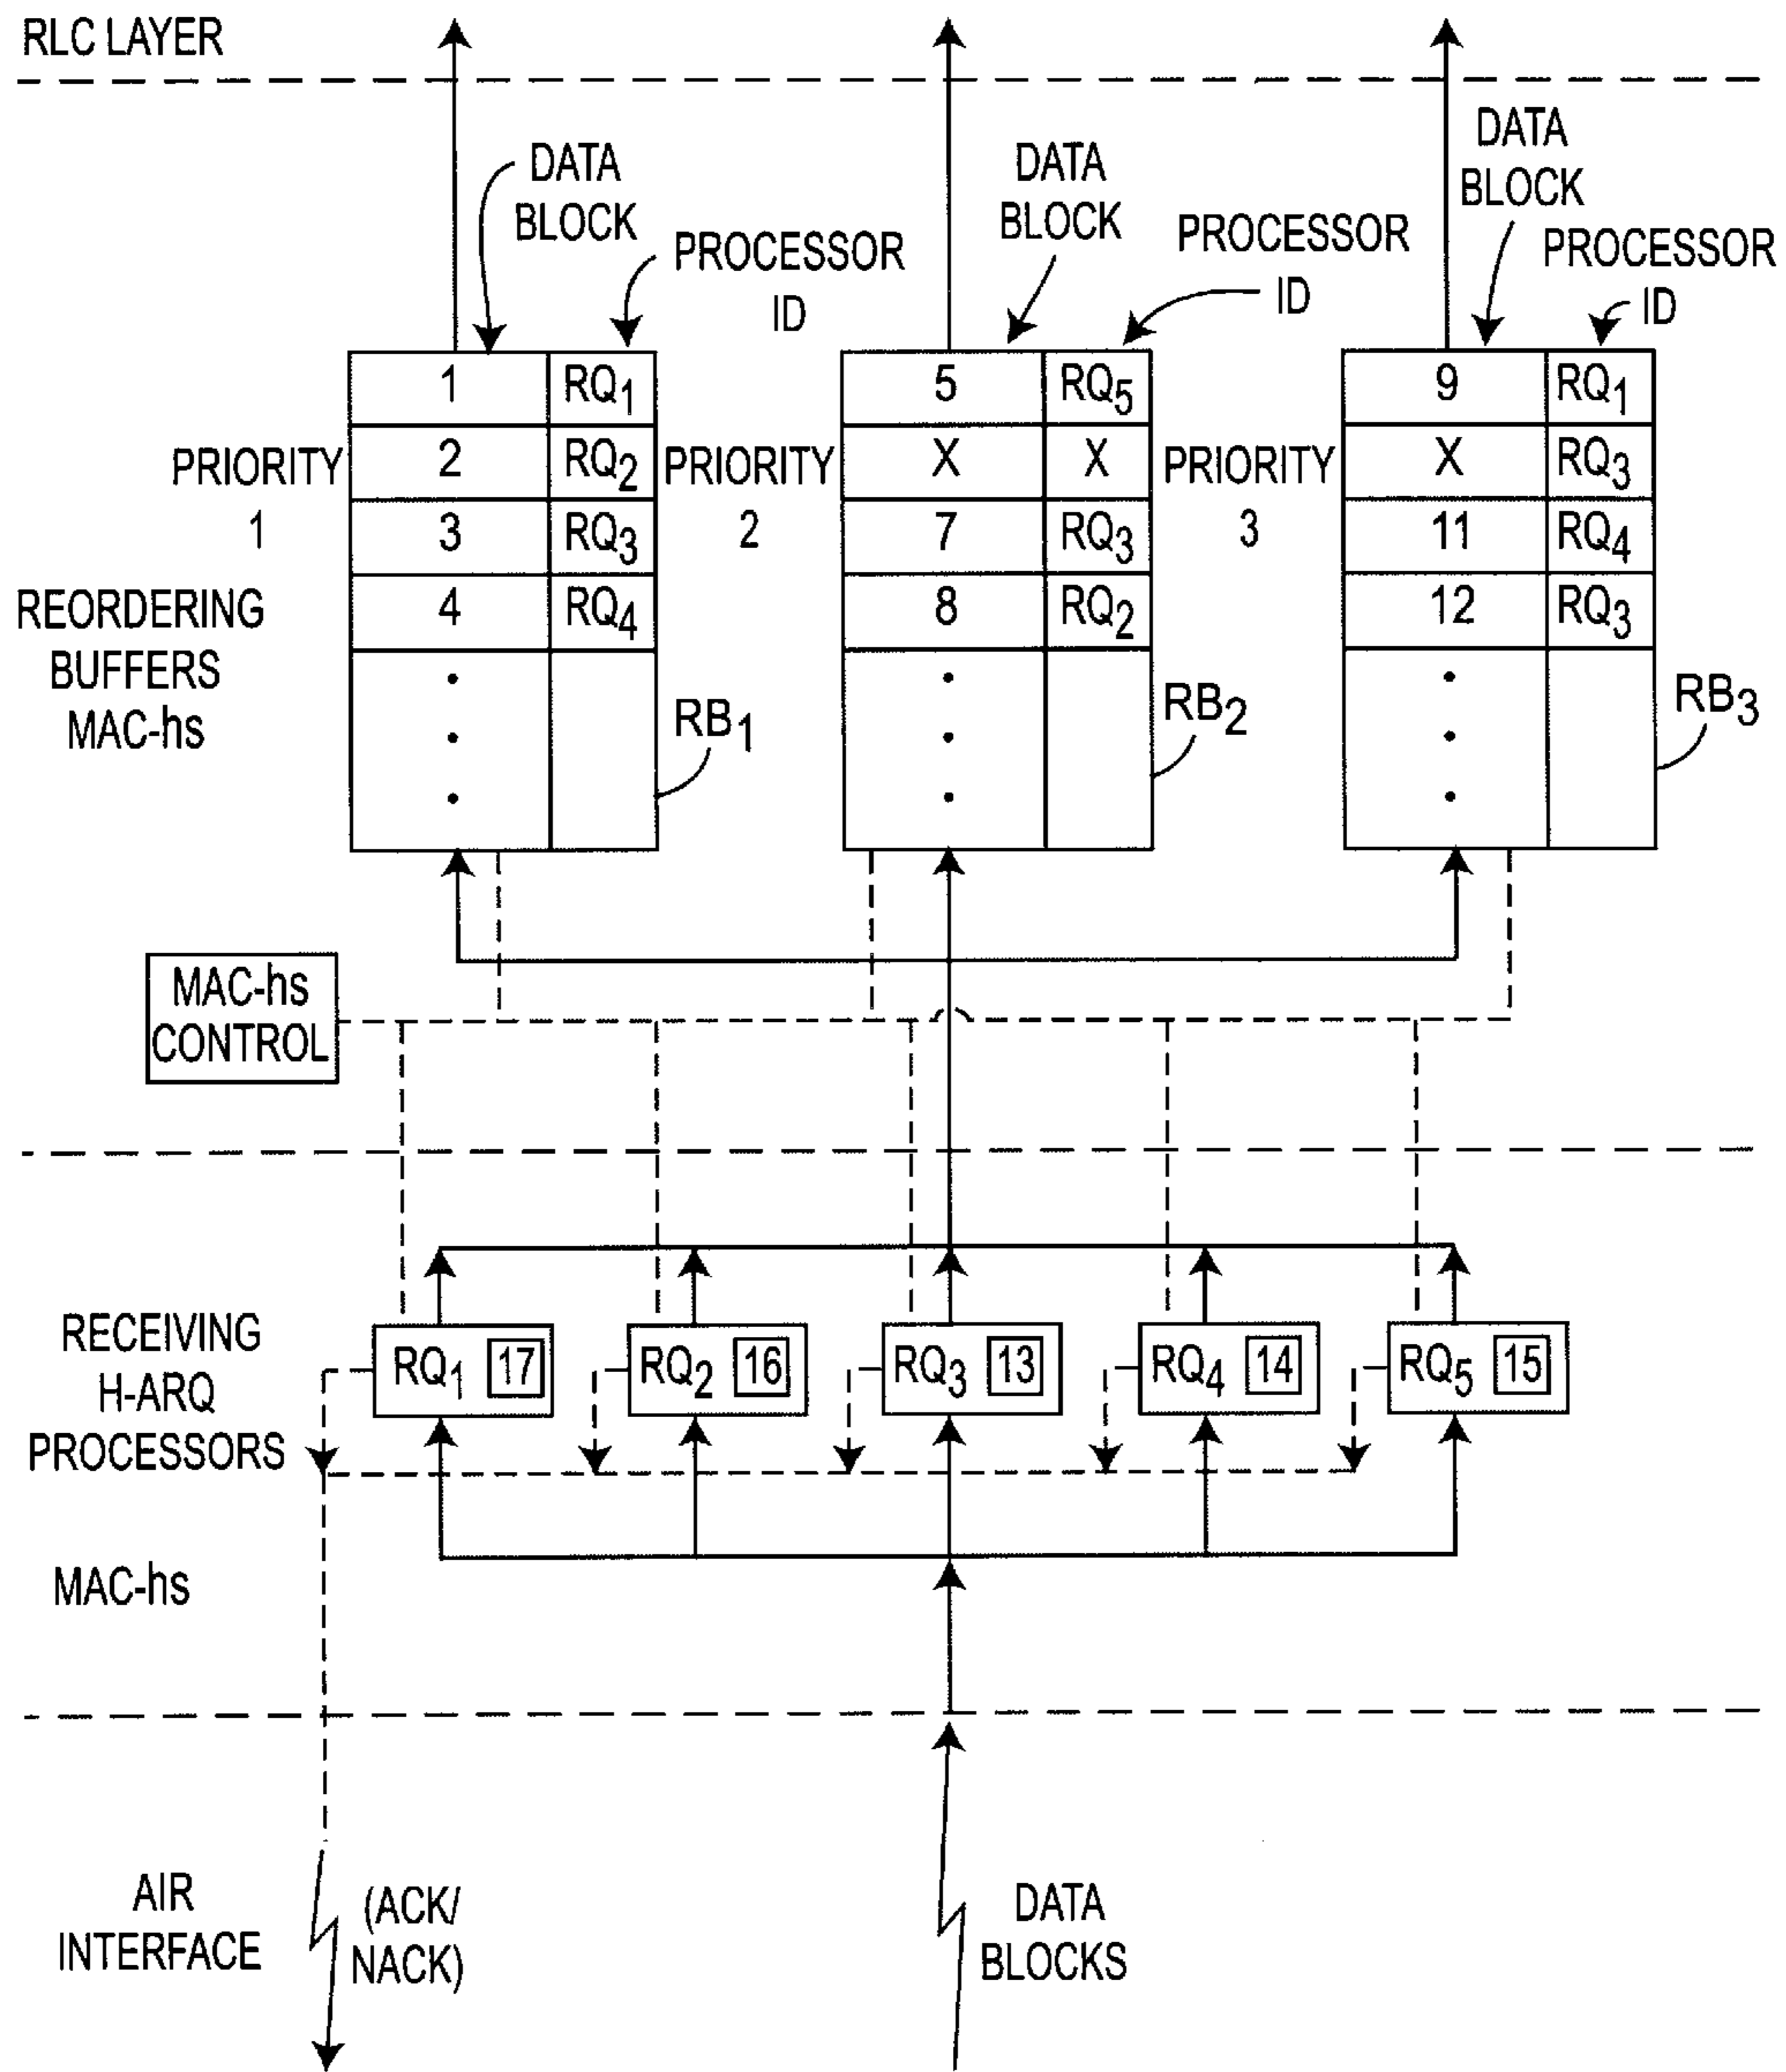 RLC LAYER
DATA
BLOCK
PROCESSOR
ID
DATA
BLOCK
PROCESSOR
ID
DATA
BLOCK
PROCESSOR
ID
PRIORITY
1
1 RQ1
2 RQ2
3 RQ3
4 RQ4
RB1
PRIORITY
2
5 RQ5
X X
7 RQ3
8 RQ2
RB2
PRIORITY
3
9 RQ1
X RQ3
11 RQ4
12 RQ3
RB3
REORDERING
BUFFERS
MAC-hs
MAC-hs
CONTROL
RECEIVING
H-ARQ
PROCESSORS
RQ1 17
RQ2 16
RQ3 13
RQ4 14
RQ5 15
MAC-hs
AIR
INTERFACE
(ACK/
NACK)
DATA
BLOCKS